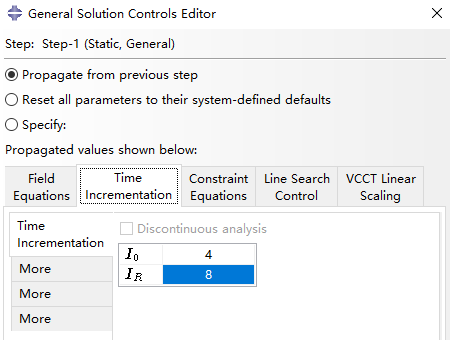 General Solution Controls Editor
Step: Step-1 (Static, General)
Propagate from previous step
Reset all parameters to their system-defined defaults
Specify:
Propagated values shown below:
Field Equations
Time Incrementation
Constraint Equations
Line Search Control
VCCT Linear Scaling
Time Incrementation
More
More
More
Discontinuous analysis
I0 4
IR 8